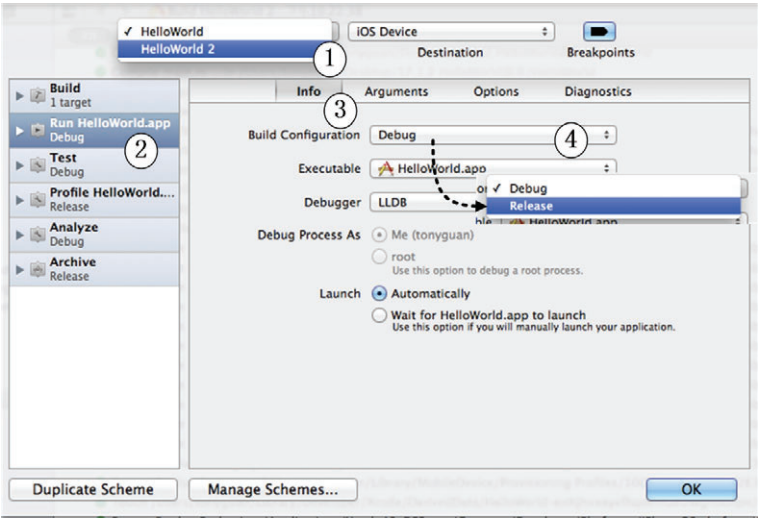 ✓ HelloWorld
HelloWorld 2
iOS Device
①
Destination
Breakpoints
Build
1 target
Run HelloWorld.app
Debug
②
Test
Debug
Profile HelloWorld....
Release
Analyze
Debug
Archive
Release
Info
Arguments
Options
Diagnostics
③
Build Configuration
Debug
④
Executable
HelloWorld.app
✓ Debug
Release
Debugger
LLDB
HelloWorld.app
Debug Process As
Me (tonyguan)
root
Use this option to debug a root process.
Launch
Automatically
Wait for HelloWorld.app to launch
Use this option if you will manually launch your application.
Duplicate Scheme
Manage Schemes...
OK